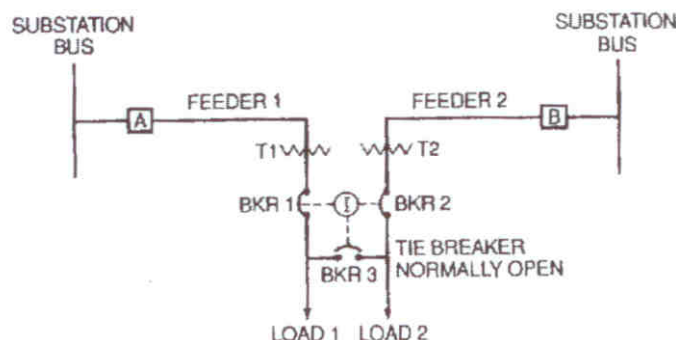 SUBSTATION
BUS
SUBSTATION
BUS
FEEDER 1
FEEDER 2
A
B
T1
T2
BKR 1
I
BKR 2
TIE BREAKER
NORMALLY OPEN
BKR 3
LOAD 1
LOAD 2